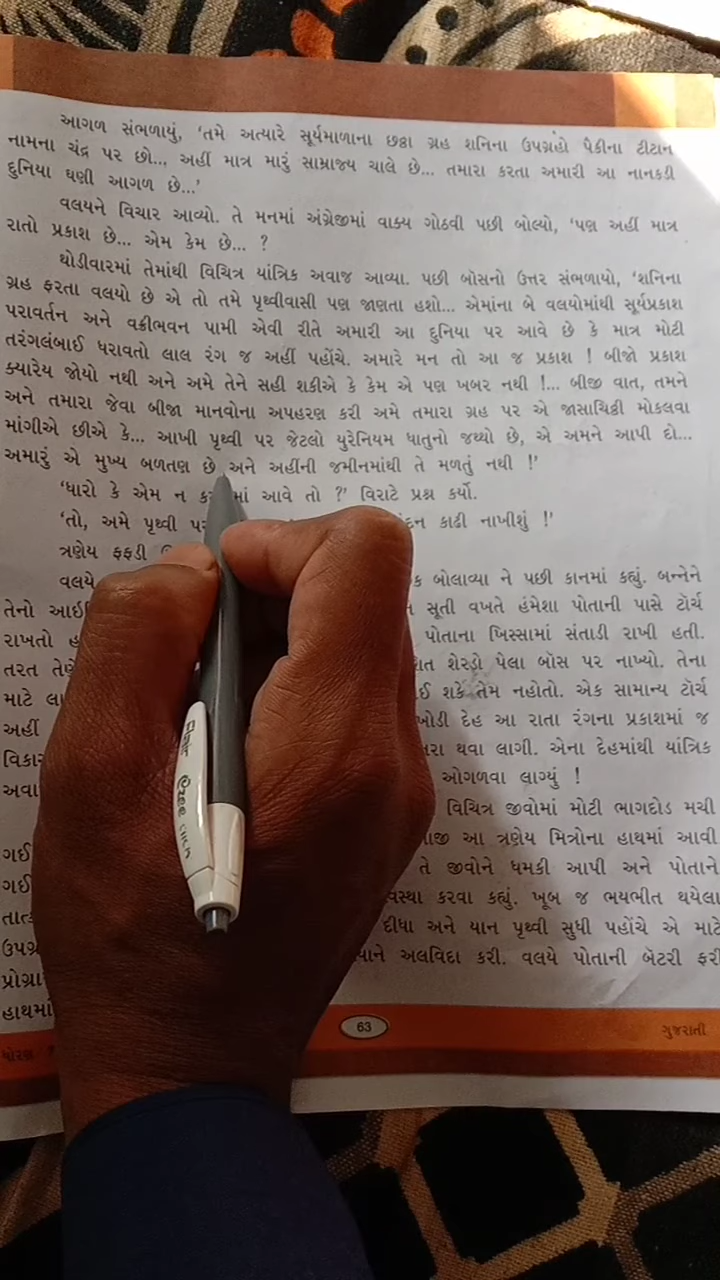 આગળ સંભળાયું, ‘તમે અત્યારે સૂર્યમાળાના છઠ્ઠા ગ્રહ શનિના ઉપગ્રહો પૈકીના ટીટાન
નામના ચંદ્ર પર છો... અહીં માત્ર મારું સામ્રાજ્ય ચાલે છે... તમારા કરતા અમારી આ નાનકડી
દુનિયા ઘણી આગળ છે...’
વલયને વિચાર આવ્યો. તે મનમાં અંગ્રેજીમાં વાક્ય ગોઠવી પછી બોલ્યો, ‘પણ અહીં માત્ર
રાતો પ્રકાશ છે... એમ કેમ છે... ?
થોડીવારમાં તેમાંથી વિચિત્ર યાંત્રિક અવાજ આવ્યા. પછી બૉસનો ઉત્તર સંભળાયો, ‘શનિના
ગ્રહ ફરતા વલયો છે એ તો તમે પૃથ્વીવાસી પણ જાણતા હશો... એમાંના બે વલયોમાંથી સૂર્યપ્રકાશ
પરાવર્તન અને વક્રીભવન પામી એવી રીતે અમારી આ દુનિયા પર આવે છે કે માત્ર મોટી
તરંગલંબાઈ ધરાવતો લાલ રંગ જ અહીં પહોંચે. અમારે મન તો આ જ પ્રકાશ ! બીજો પ્રકાશ
ક્યારેય જોયો નથી અને અમે તેને સહી શકીએ કે કેમ એ પણ ખબર નથી !... બીજી વાત, તમને
અને તમારા જેવા બીજા માનવોના અપહરણ કરી અમે તમારા ગ્રહ પર એ જાસાચિઠ્ઠી મોકલવા
માંગીએ છીએ કે... આખી પૃથ્વી પર જેટલો યુરેનિયમ ધાતુનો જથ્થો છે, એ અમને આપી દો...
અમારું એ મુખ્ય બળતણ છે અને અહીંની જમીનમાંથી તે મળતું નથી !’
‘ધારો કે એમ ન આવે તો ?’ વિરાટે પ્રશ્ન કર્યો.
‘તો, અમે પૃથ્વી કાઢી નાખીશું !’
ત્રણેય ફફડી
વલયે બોલાવ્યા ને પછી કાનમાં કહ્યું. બન્નેને
તેનો સૂતી વખતે હંમેશા પોતાની પાસે ટૉર્ચ
રાખતો પોતાના ખિસ્સામાં સંતાડી રાખી હતી.
તરત શેરડો પેલા બૉસ પર નાખ્યો. તેના
માટે શકે તેમ નહોતો. એક સામાન્ય ટૉર્ચ
અહીં દેહ આ રાતા રંગના પ્રકાશમાં જ
થવા લાગી. એના દેહમાંથી યાંત્રિક
ઓગળવા લાગ્યું !
વિચિત્ર જીવોમાં મોટી ભાગદોડ મચી
ગઈ આ ત્રણેય મિત્રોના હાથમાં આવી
ગઈ તે જીવોને ધમકી આપી અને પોતાને
કરવા કહ્યું. ખૂબ જ ભયભીત થયેલા
દીધા અને યાન પૃથ્વી સુધી પહોંચે એ માટે
અલવિદા કરી. વલયે પોતાની બૅટરી ફરી
હાથમાં
63
ગુજરાતી
ધોરણ
Flair